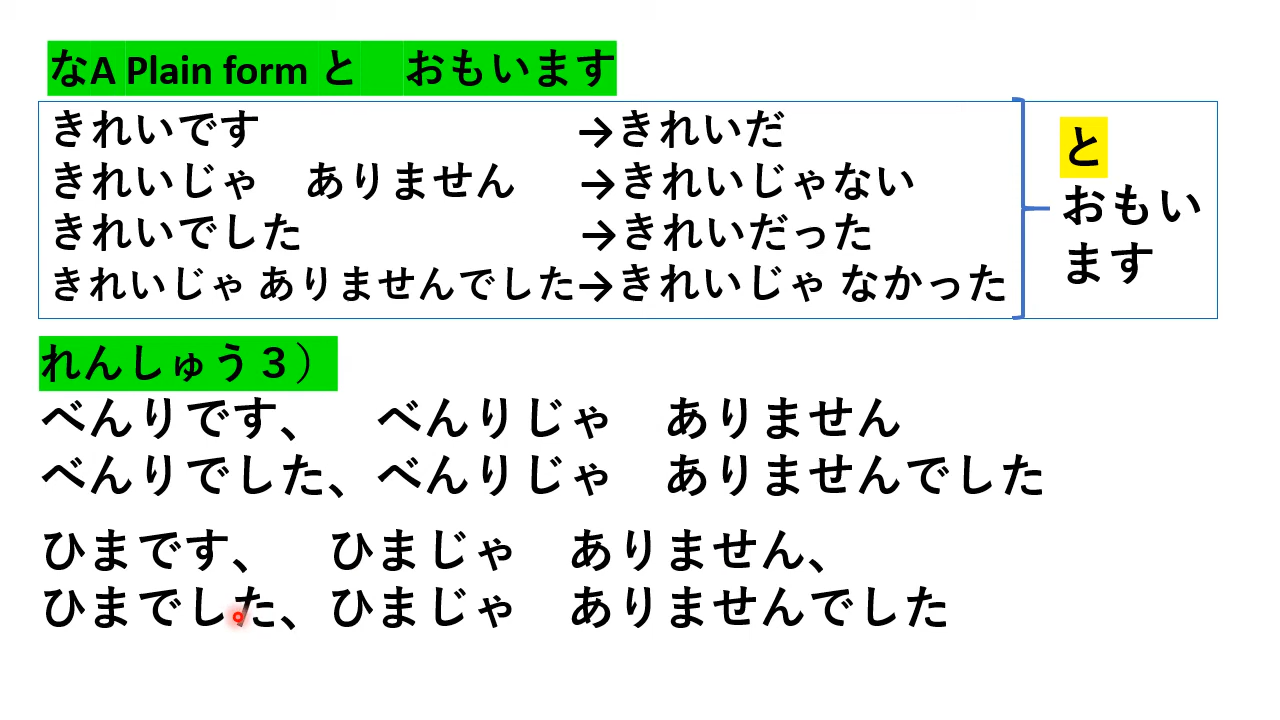 なA Plain form と　おもいます
きれいです　→きれいだ
きれいじゃ　ありません　→きれいじゃない
きれいでした　→きれいだった
きれいじゃ ありませんでした→きれいじゃ なかった
と
おもい
ます
れんしゅう３）
べんりです、　べんりじゃ　ありません
べんりでした、べんりじゃ　ありませんでした
ひまです、　ひまじゃ　ありません、
ひまでした、ひまじゃ　ありませんでした